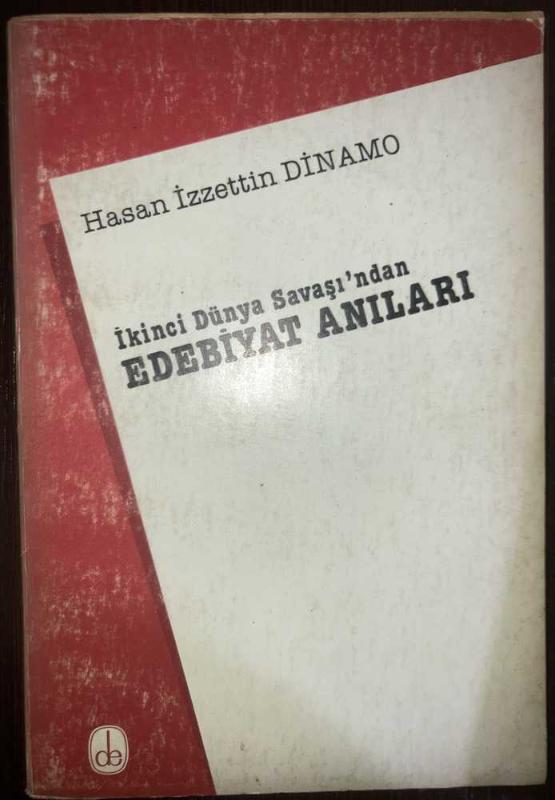 Hasan İzzettin DİNAMO
İkinci Dünya Savaşı'ndan
EDEBİYAT ANILARI
de